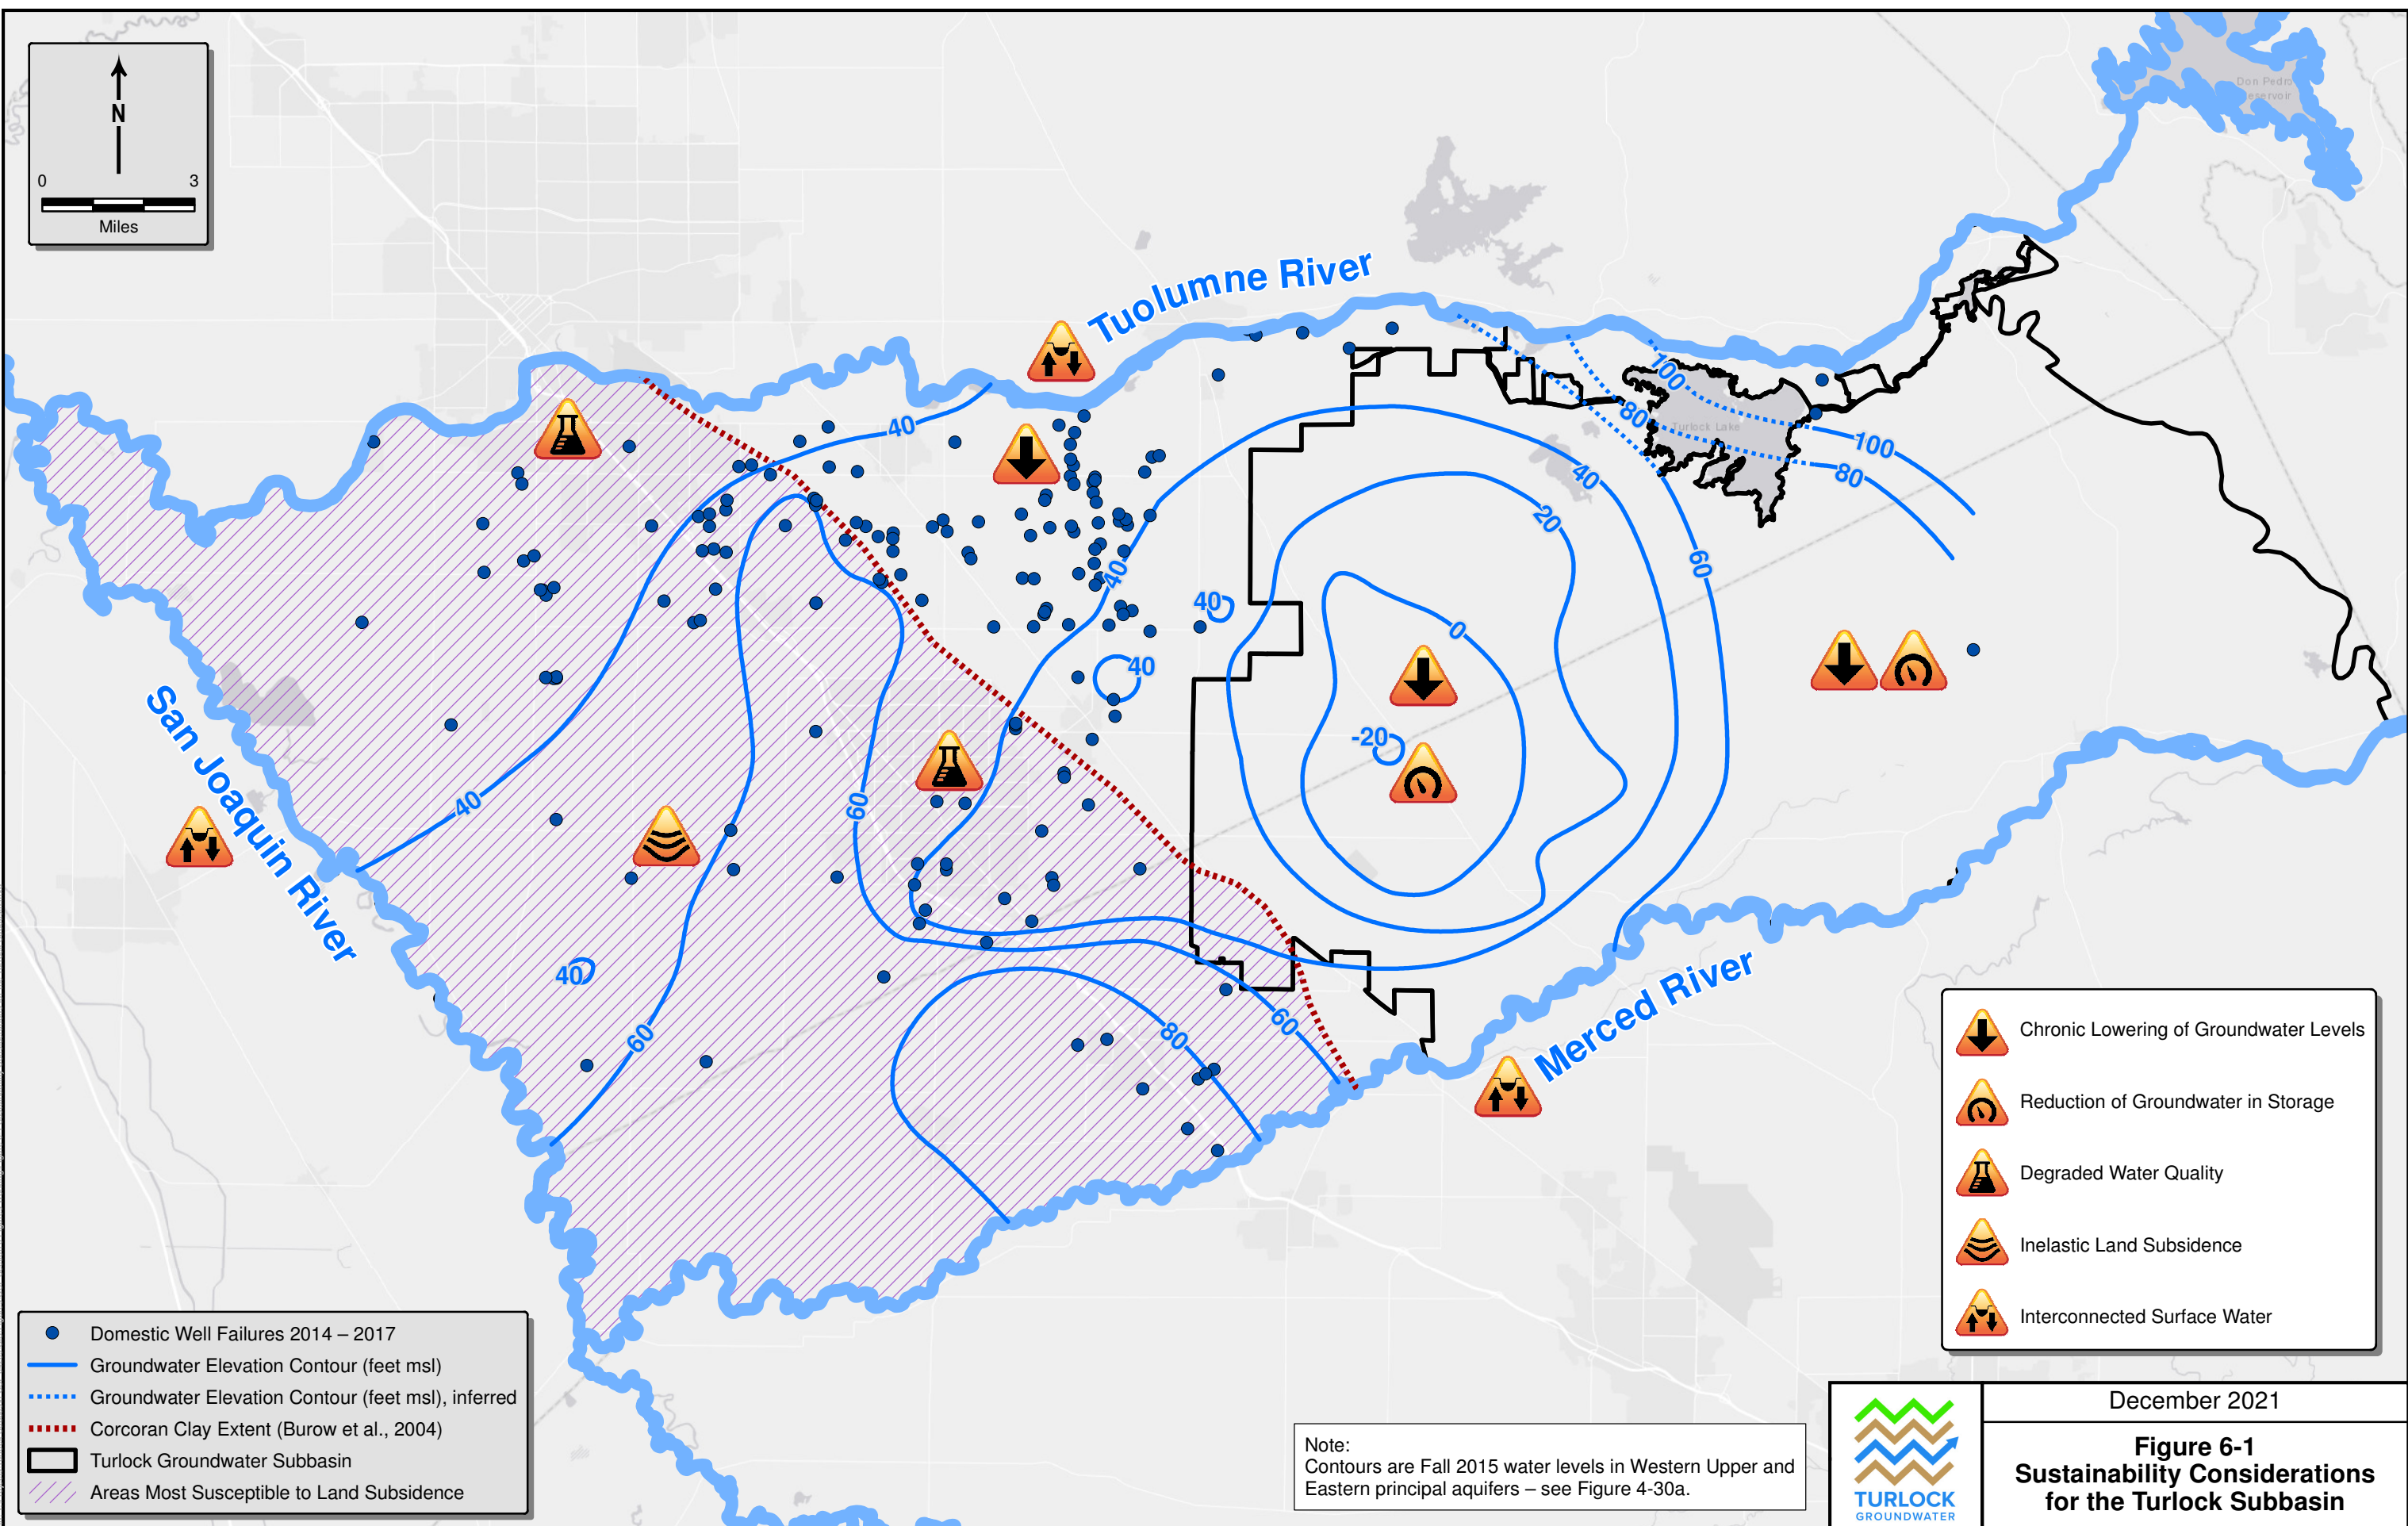 N
0 3
Miles
Don Pedro
Reservoir
Tuolumne River
San Joaquin River
Merced River
Turlock Lake
100
80
100
80
40
40
20
60
40
40
0
40
-20
40
60
40
60
80
60
Chronic Lowering of Groundwater Levels
Reduction of Groundwater in Storage
Degraded Water Quality
Inelastic Land Subsidence
Interconnected Surface Water
Domestic Well Failures 2014 – 2017
Groundwater Elevation Contour (feet msl)
Groundwater Elevation Contour (feet msl), inferred
Corcoran Clay Extent (Burow et al., 2004)
Turlock Groundwater Subbasin
Areas Most Susceptible to Land Subsidence
Note:
Contours are Fall 2015 water levels in Western Upper and
Eastern principal aquifers – see Figure 4-30a.
TURLOCK
GROUNDWATER
December 2021
Figure 6-1
Sustainability Considerations
for the Turlock Subbasin